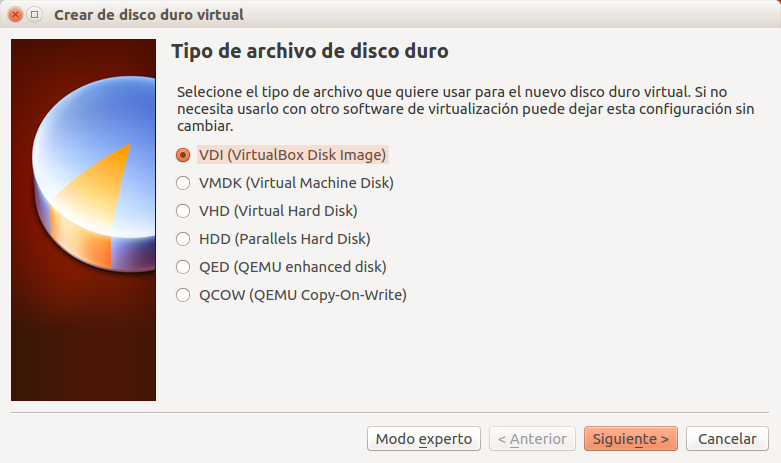 Crear de disco duro virtual
Tipo de archivo de disco duro
Selecione el tipo de archivo que quiere usar para el nuevo disco duro virtual. Si no
necesita usarlo con otro software de virtualización puede dejar esta configuración sin
cambiar.
VDI (VirtualBox Disk Image)
VMDK (Virtual Machine Disk)
VHD (Virtual Hard Disk)
HDD (Parallels Hard Disk)
QED (QEMU enhanced disk)
QCOW (QEMU Copy-On-Write)
Modo experto
< Anterior
Siguiente >
Cancelar